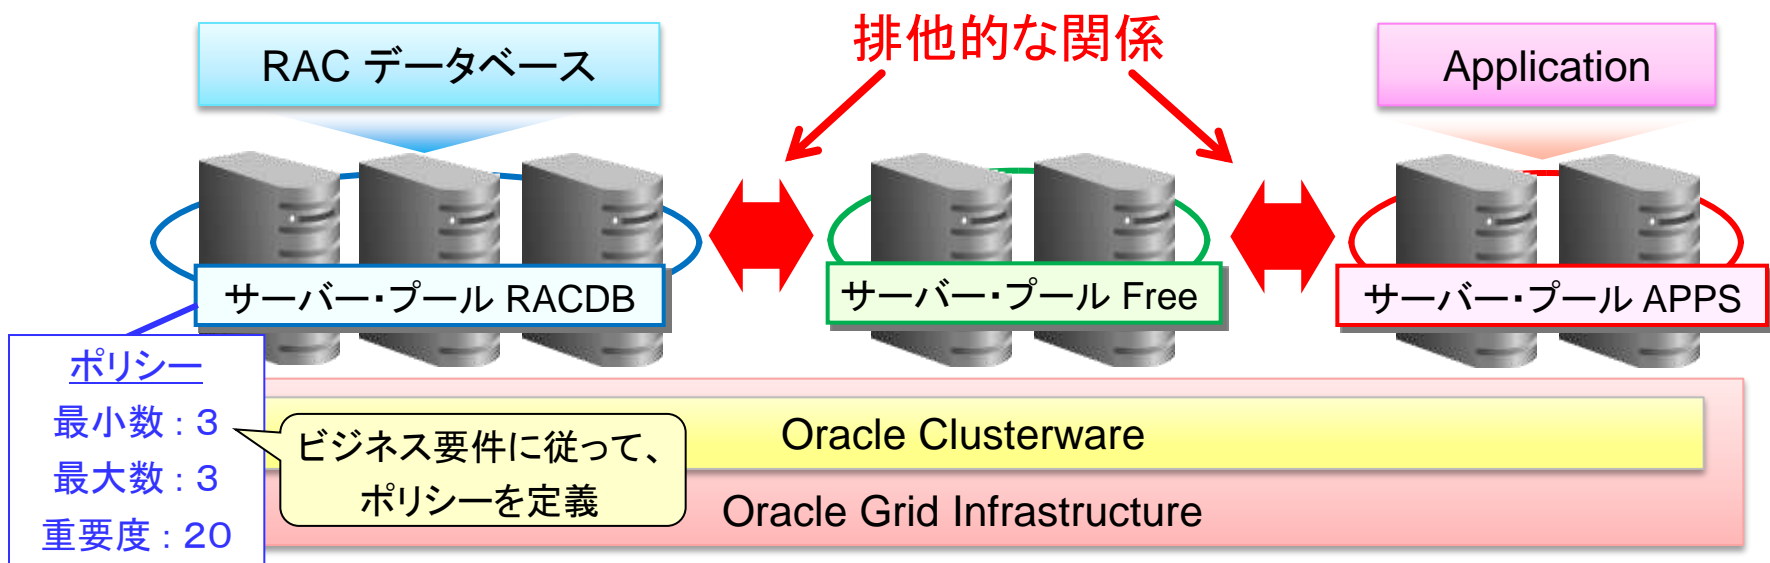 排他的な関係
RAC データベース
Application
サーバー・プール RACDB
サーバー・プール Free
サーバー・プール APPS
ポリシー
最小数 : 3
最大数 : 3
重要度 : 20
ビジネス要件に従って、
ポリシーを定義
Oracle Clusterware
Oracle Grid Infrastructure